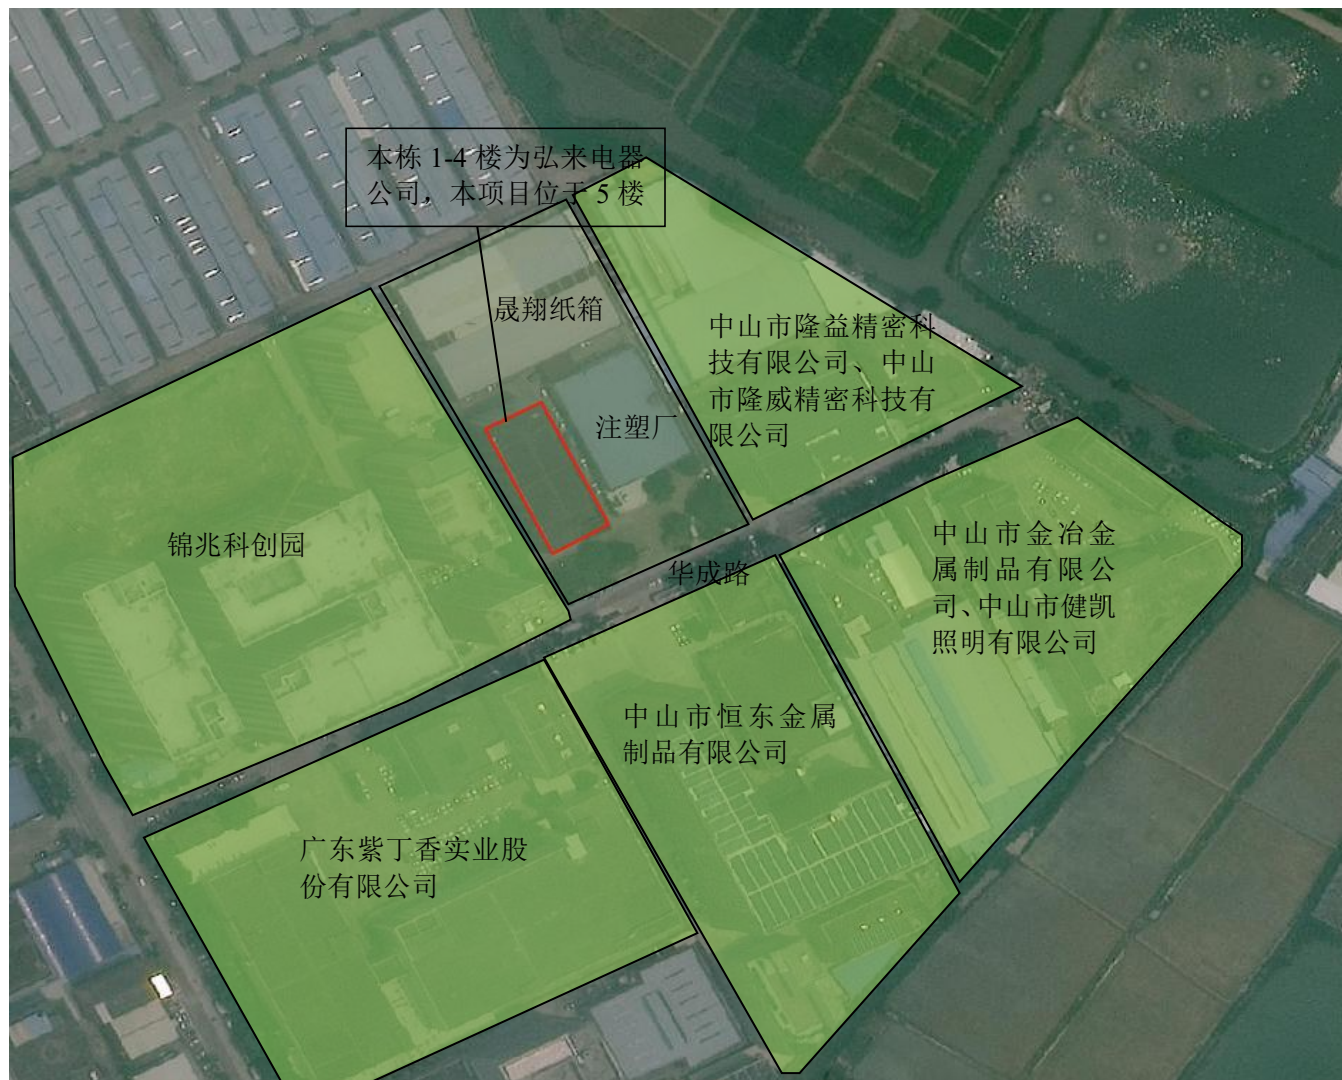 本栋 1-4 楼为弘来电器
公司，本项目位于 5 楼
晟翔纸箱
中山市隆益精密科
技有限公司、中山
市隆威精密科技有
限公司
注塑厂
锦兆科创园
华成路
中山市金冶金
属制品有限公
司、中山市健凯
照明有限公司
中山市恒东金属
制品有限公司
广东紫丁香实业股
份有限公司